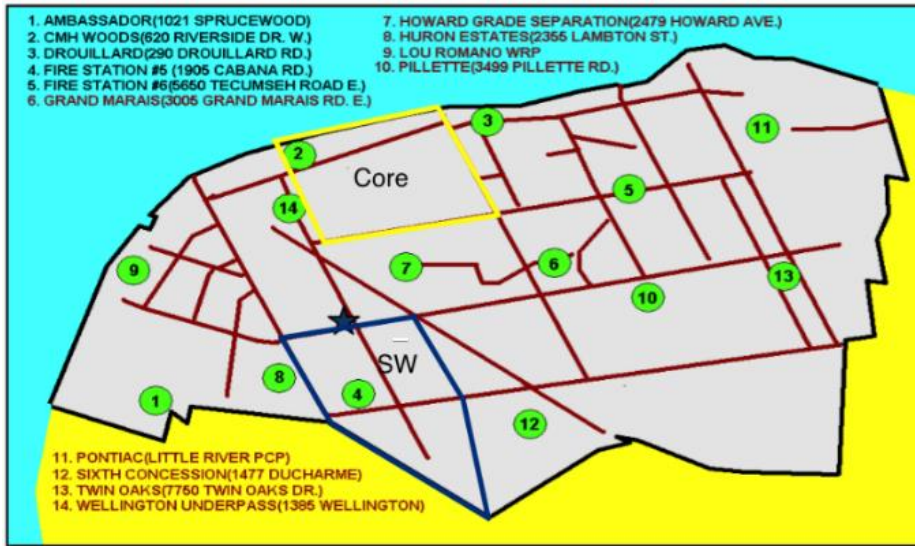 1. AMBASSADOR(1021 SPRUCEWOOD)
2. CMH WOODS(620 RIVERSIDE DR. W.)
3. DROUILLARD(290 DROUILLARD RD.)
4. FIRE STATION #5 (1905 CABANA RD.)
5. FIRE STATION #6(5650 TECUMSEH ROAD E.)
6. GRAND MARAIS(3005 GRAND MARAIS RD. E.)
7. HOWARD GRADE SEPARATION(2479 HOWARD AVE.)
8. HURON ESTATES(2355 LAMBTON ST.)
9. LOU ROMANO WRP
10. PILLETTE(3499 PILLETTE RD.)
3
11
2
Core
5
14
9
7
6
10
13
SW
8
4
1
12
11. PONTIAC(LITTLE RIVER PCP)
12. SIXTH CONCESSION(1477 DUCHARME)
13. TWIN OAKS(7750 TWIN OAKS DR.)
14. WELLINGTON UNDERPASS(1385 WELLINGTON)